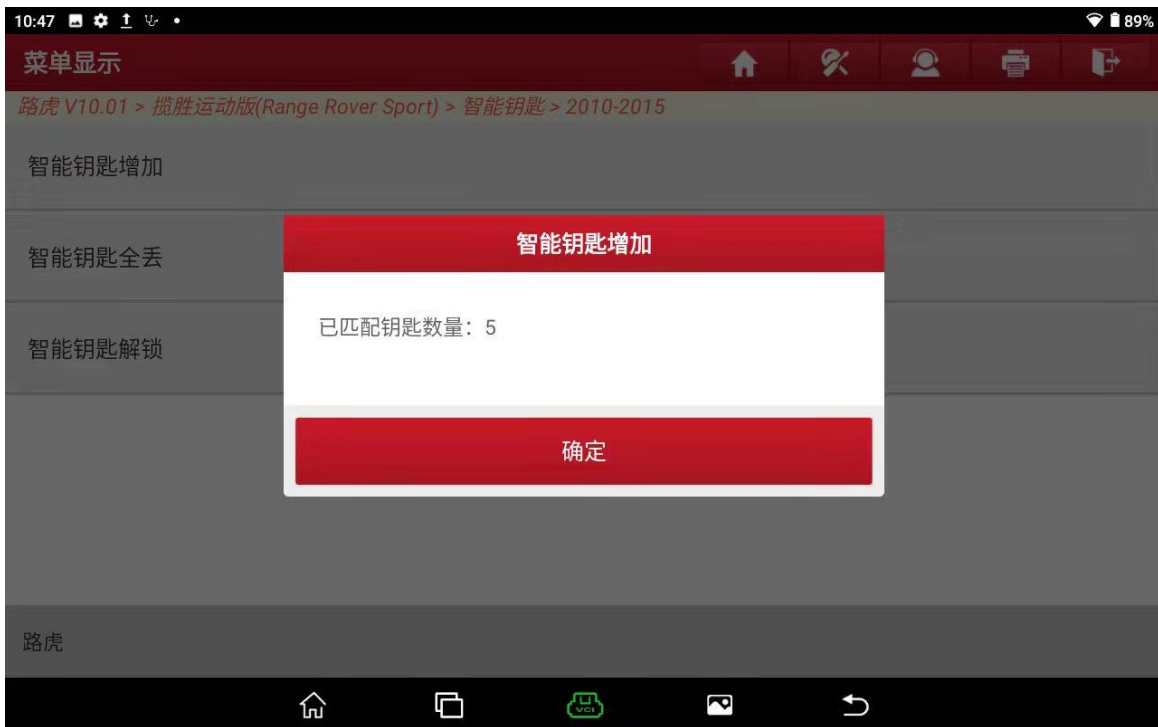 10:47
89%
菜单显示
路虎 V10.01 > 揽胜运动版(Range Rover Sport) > 智能钥匙 > 2010-2015
智能钥匙增加
智能钥匙全丢
智能钥匙解锁
智能钥匙增加
已匹配钥匙数量：5
确定
路虎
VCI